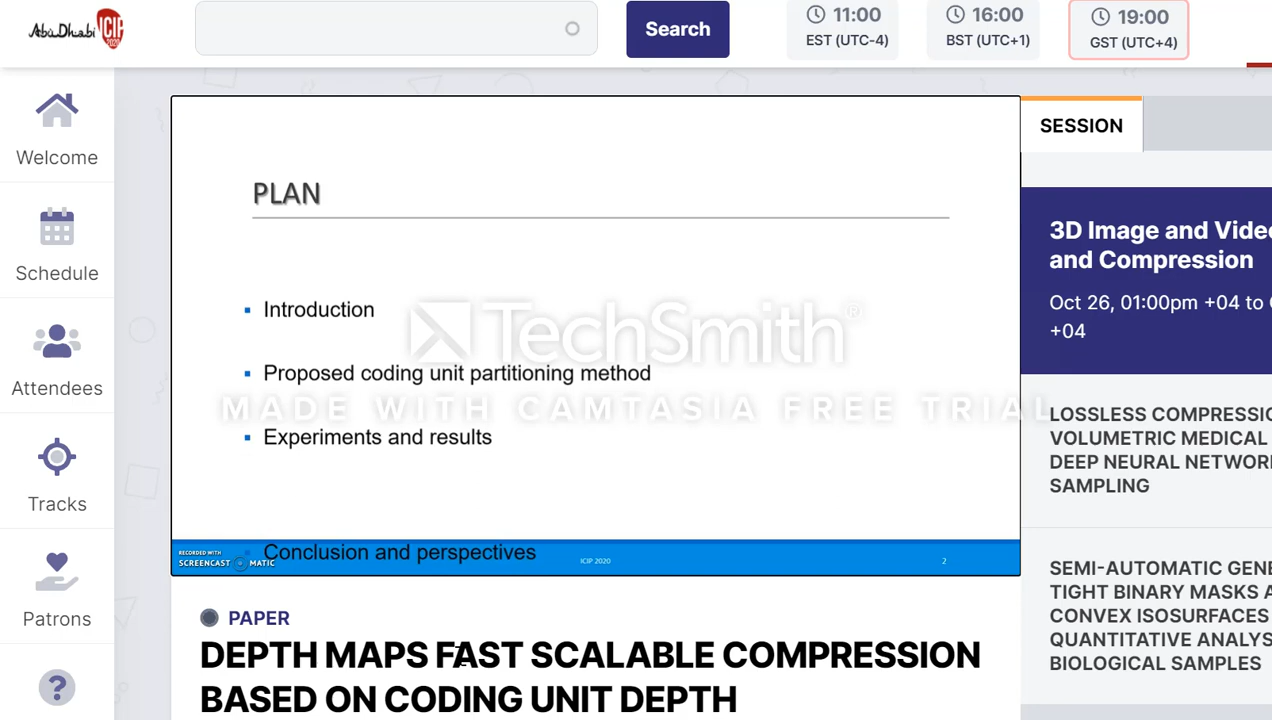 Abu Dhabi ICIP 2020
Search
11:00
EST (UTC-4)
16:00
BST (UTC+1)
19:00
GST (UTC+4)
Welcome
Schedule
Attendees
Tracks
Patrons
?
PLAN
Introduction
Proposed coding unit partitioning method
Experiments and results
Conclusion and perspectives
TechSmith®
MADE WITH CAMTASIA FREE TRIAL
RECORDED WITH
SCREENCAST MATIC
ICIP 2020
2
PAPER
DEPTH MAPS FAST SCALABLE COMPRESSION
BASED ON CODING UNIT DEPTH
SESSION
3D Image and Vide
and Compression
Oct 26, 01:00pm +04 to
+04
LOSSLESS COMPRESSIO
VOLUMETRIC MEDICAL
DEEP NEURAL NETWOR
SAMPLING
SEMI-AUTOMATIC GENE
TIGHT BINARY MASKS A
CONVEX ISOSURFACES
QUANTITATIVE ANALYS
BIOLOGICAL SAMPLES